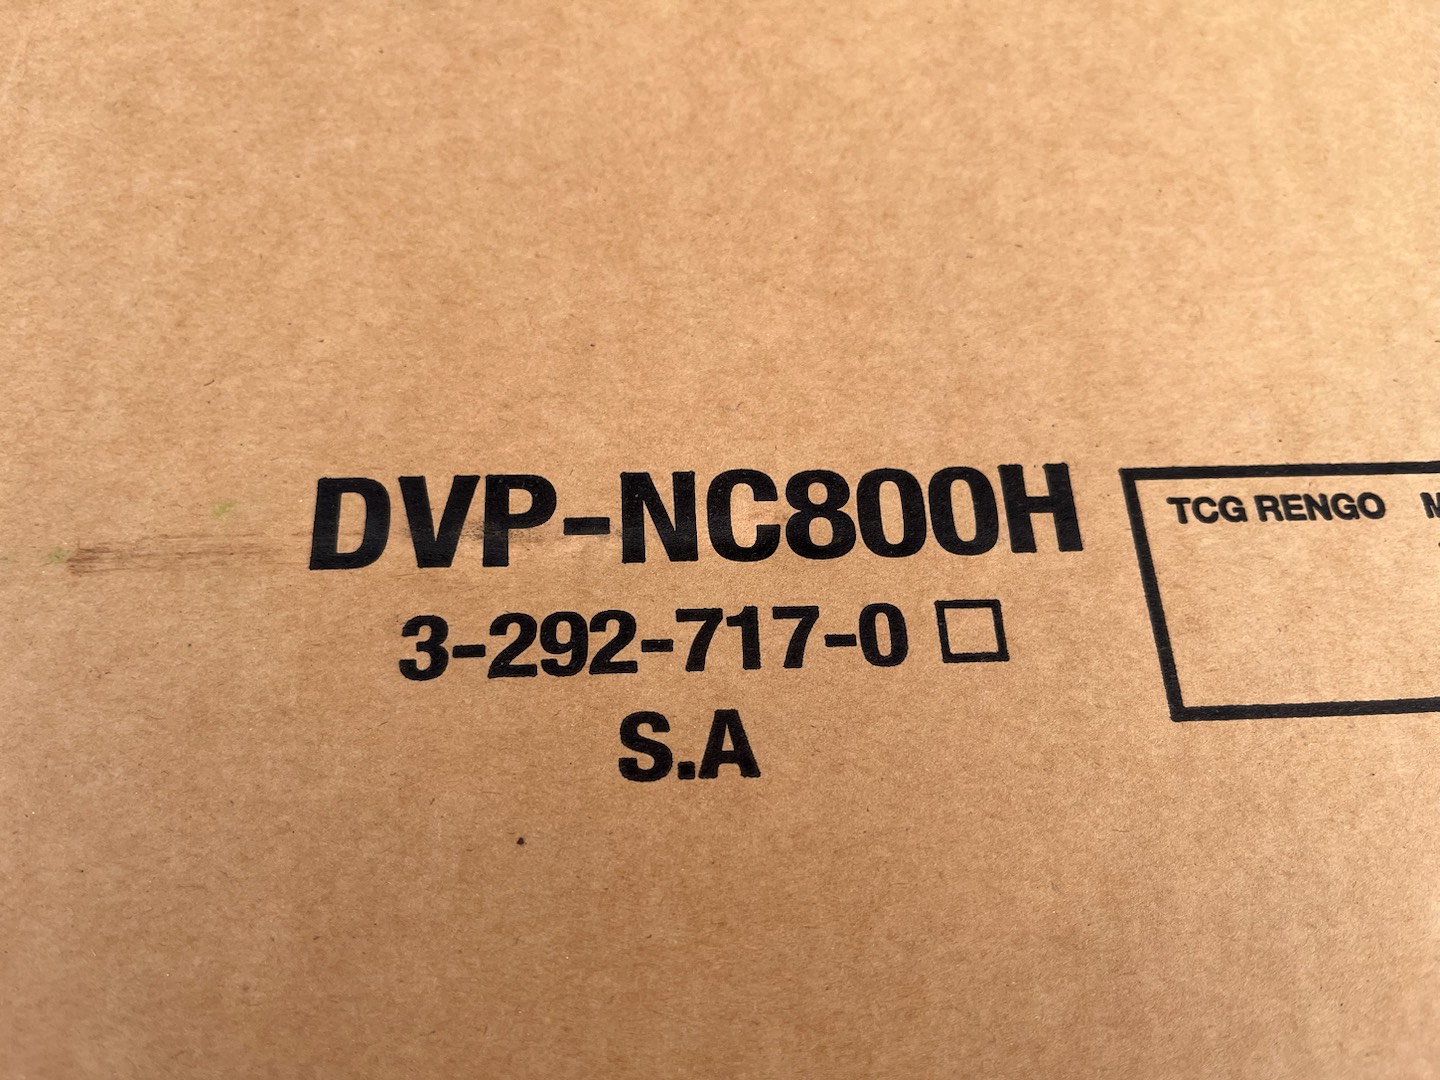 DVP-NC800H
3-292-717-0 □
S.A
TCG RENGO